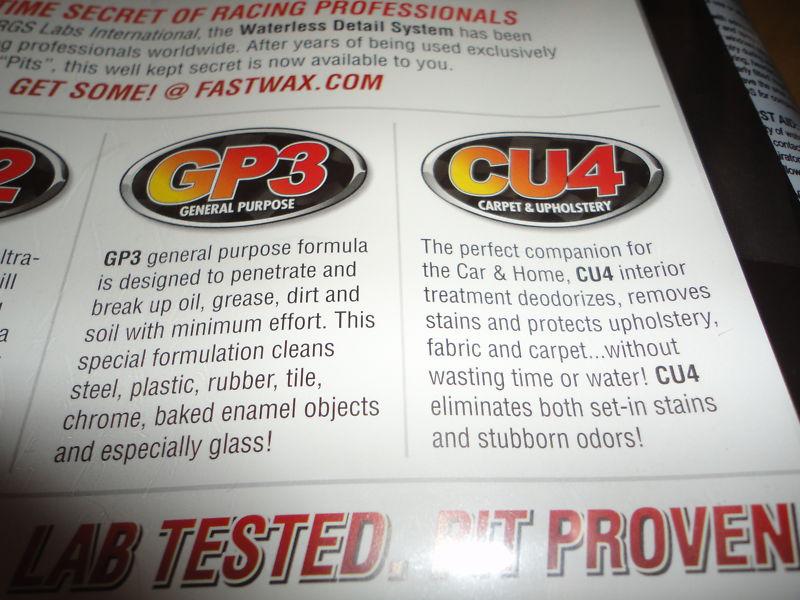 TIME SECRET OF RACING PROFESSIONALS
RGS Labs International, the Waterless Detail System has been
professionals worldwide. After years of being used exclusively
"Pits", this well kept secret is now available to you.
GET SOME! @ FASTWAX.COM
2
GP3
GENERAL PURPOSE
GP3 general purpose formula
is designed to penetrate and
break up oil, grease, dirt and
soil with minimum effort. This
special formulation cleans
steel, plastic, rubber, tile,
chrome, baked enamel objects
and especially glass!
CU4
CARPET & UPHOLSTERY
The perfect companion for
the Car & Home, CU4 interior
treatment deodorizes, removes
stains and protects upholstery,
fabric and carpet...without
wasting time or water! CU4
eliminates both set-in stains
and stubborn odors!
LAB TESTED. PIT PROVEN